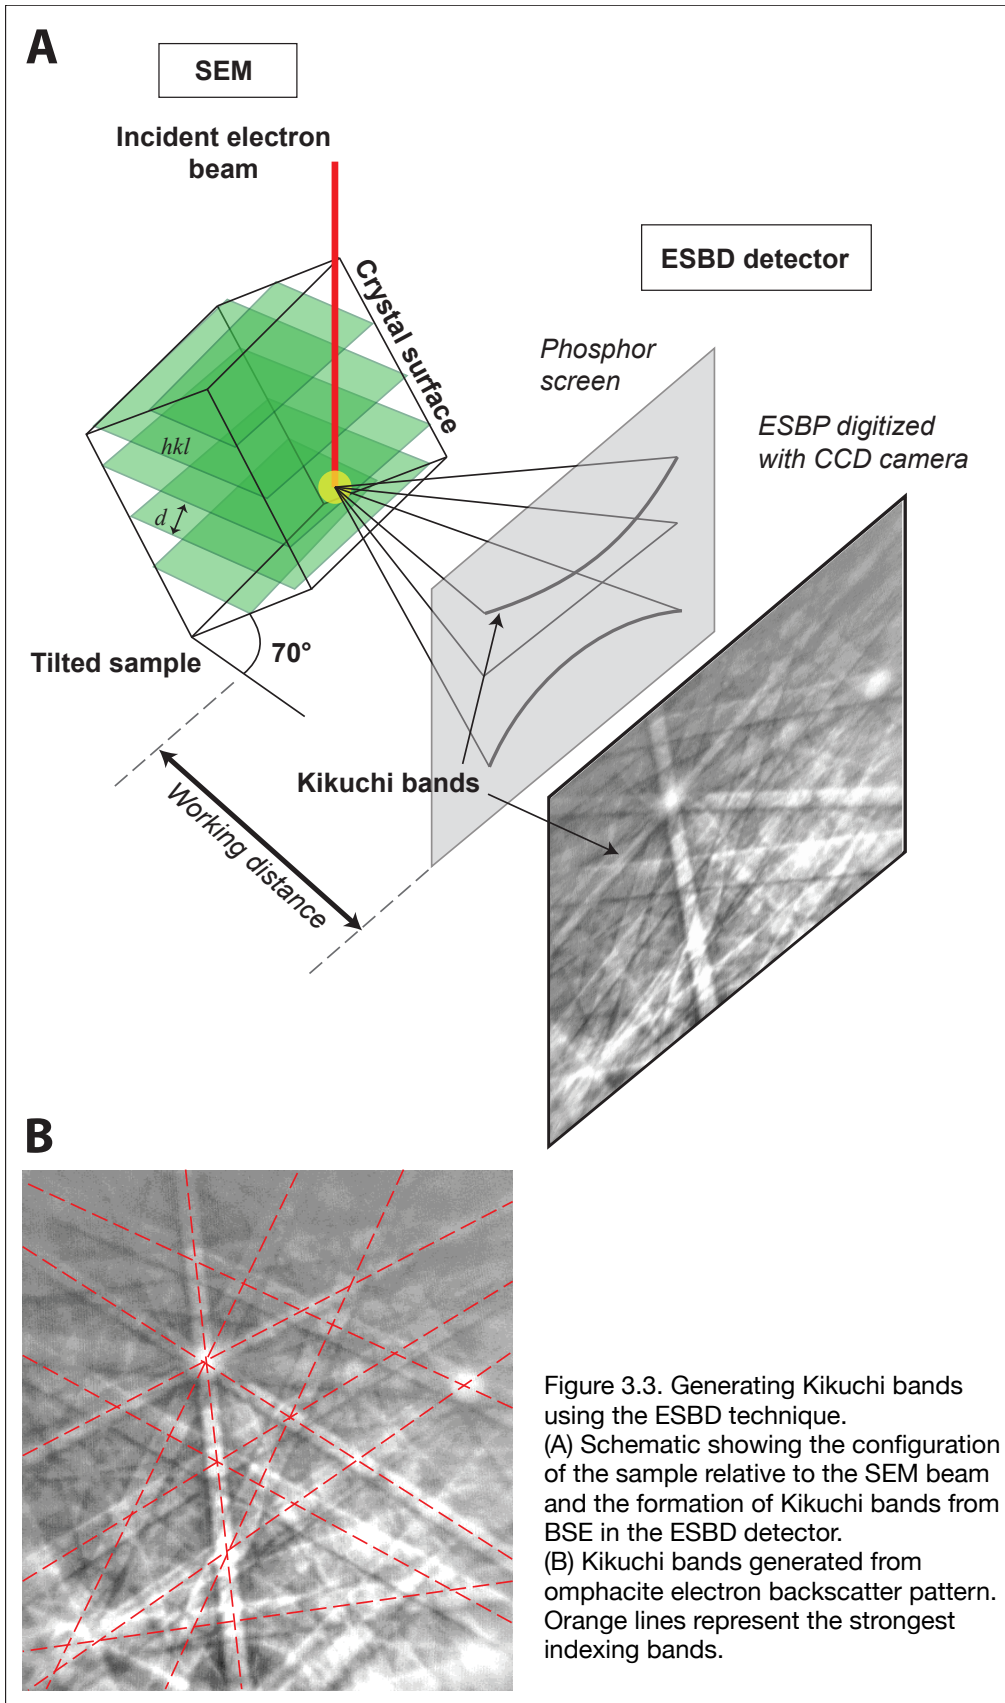 A
SEM
Incident electron
beam
Crystal surface
ESBD detector
Phosphor
screen
ESBP digitized
with CCD camera
hkl
d
70°
Tilted sample
Kikuchi bands
Working distance
B
Figure 3.3. Generating Kikuchi bands
using the ESBD technique.
(A) Schematic showing the configuration
of the sample relative to the SEM beam
and the formation of Kikuchi bands from
BSE in the ESBD detector.
(B) Kikuchi bands generated from
omphacite electron backscatter pattern.
Orange lines represent the strongest
indexing bands.